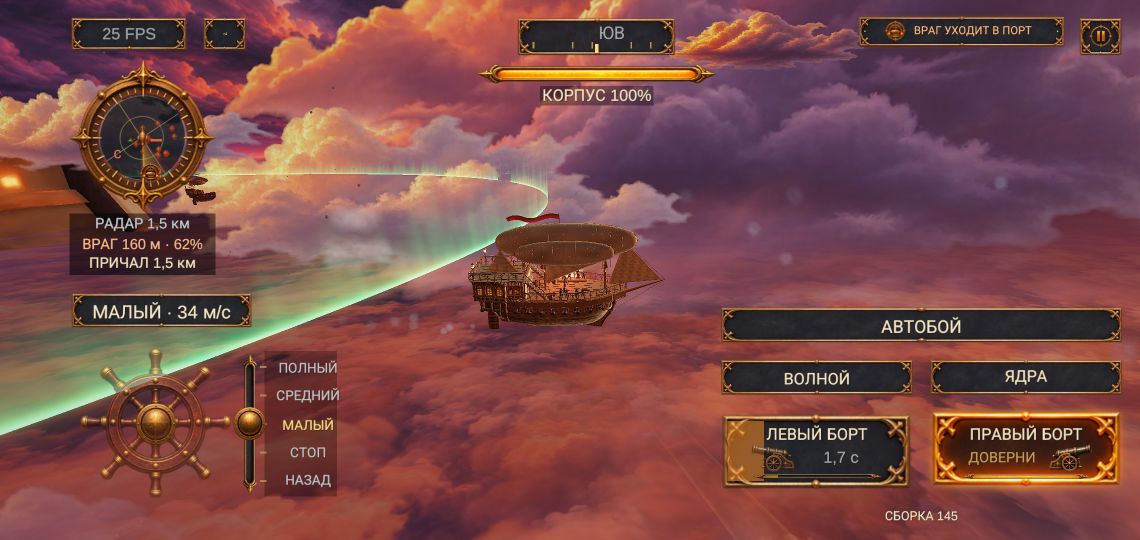 25 FPS
ЮВ
ВРАГ УХОДИТ В ПОРТ
КОРПУС 100%
С
РАДАР 1,5 км
ВРАГ 160 м · 62%
ПРИЧАЛ 1,5 км
МАЛЫЙ · 34 м/с
ПОЛНЫЙ
СРЕДНИЙ
МАЛЫЙ
СТОП
НАЗАД
АВТОБОЙ
ВОЛНОЙ
ЯДРА
ЛЕВЫЙ БОРТ
1,7 с
ПРАВЫЙ БОРТ
ДОВЕРНИ
СБОРКА 145